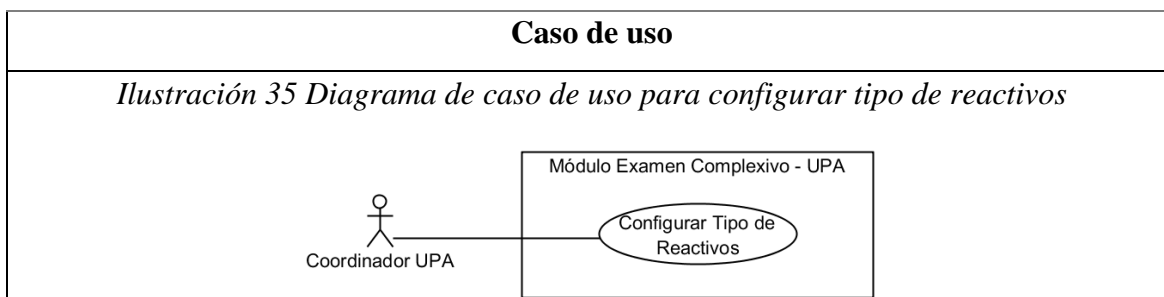 Caso de uso
Ilustración 35 Diagrama de caso de uso para configurar tipo de reactivos
Módulo Examen Complexivo - UPA
Configurar Tipo de
Reactivos
Coordinador UPA